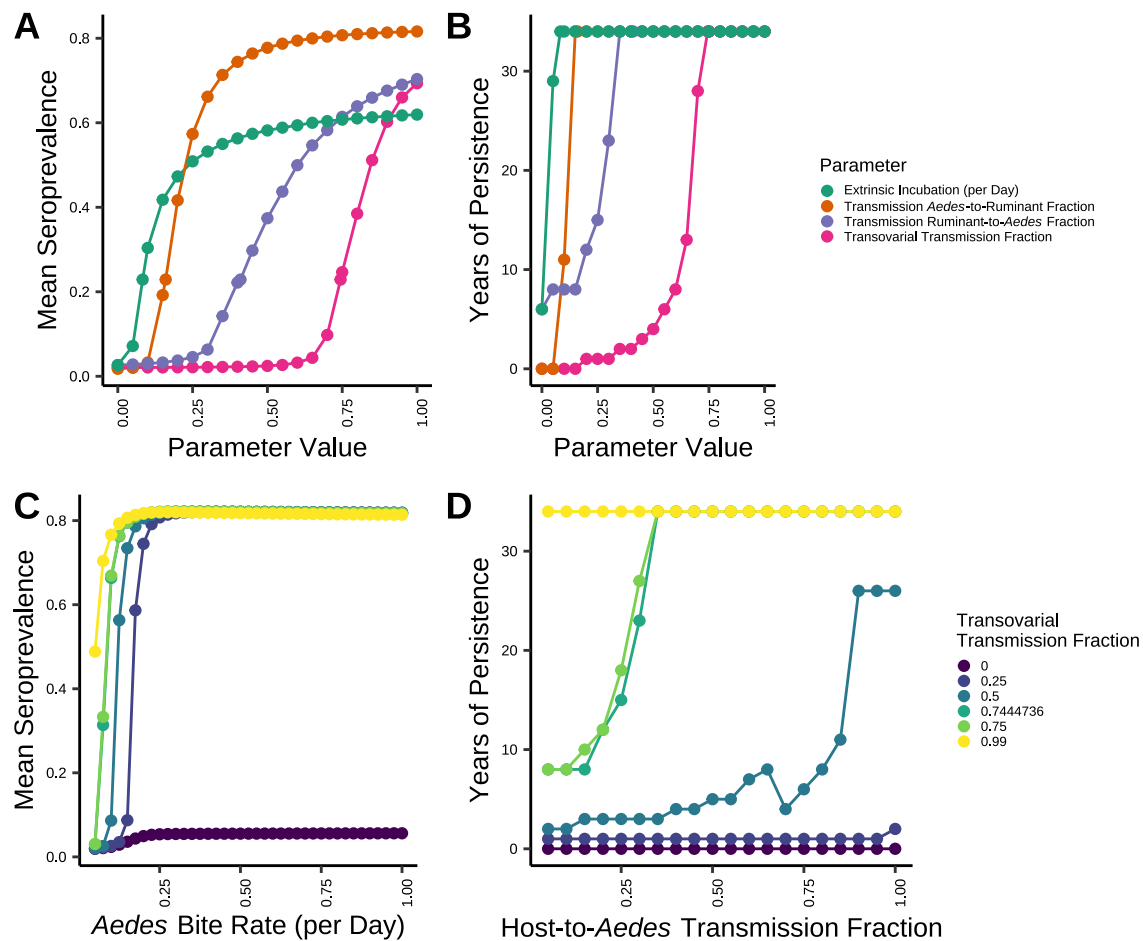 A
B
0.8
0.6
0.4
0.2
0.0
Mean Seroprevalence
0.00
0.25
0.50
0.75
1.00
Parameter Value
30
20
10
0
Years of Persistence
0.00
0.25
0.50
0.75
1.00
Parameter Value
Parameter
Extrinsic Incubation (per Day)
Transmission Aedes-to-Ruminant Fraction
Transmission Ruminant-to-Aedes Fraction
Transovarial Transmission Fraction
C
D
0.8
0.6
0.4
0.2
0.0
Mean Seroprevalence
0.25
0.50
0.75
1.00
Aedes Bite Rate (per Day)
30
20
10
0
Years of Persistence
0.25
0.50
0.75
1.00
Host-to-Aedes Transmission Fraction
Transovarial
Transmission Fraction
0
0.25
0.5
0.7444736
0.75
0.99